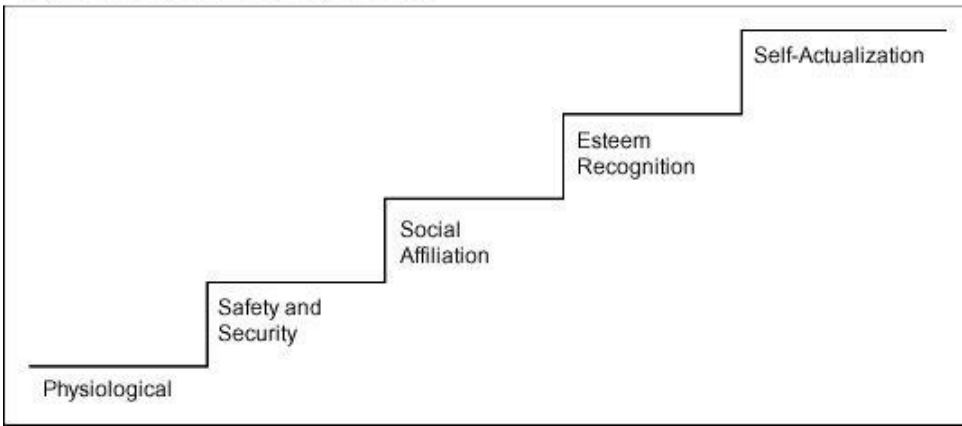 Self-Actualization
Esteem
Recognition
Social
Affiliation
Safety and
Security
Physiological